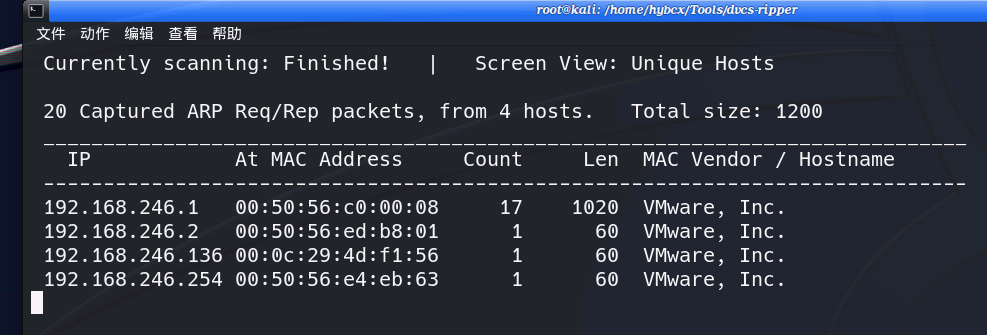 root@kali: /home/hybcx/Tools/dvcs-ripper
文件 动作 编辑 查看 帮助
Currently scanning: Finished!   |   Screen View: Unique Hosts
20 Captured ARP Req/Rep packets, from 4 hosts.   Total size: 1200
IP            At MAC Address     Count     Len  MAC Vendor / Hostname
192.168.246.1   00:50:56:c0:00:08     17    1020  VMware, Inc.
192.168.246.2   00:50:56:ed:b8:01      1      60  VMware, Inc.
192.168.246.136 00:0c:29:4d:f1:56      1      60  VMware, Inc.
192.168.246.254 00:50:56:e4:eb:63      1      60  VMware, Inc.